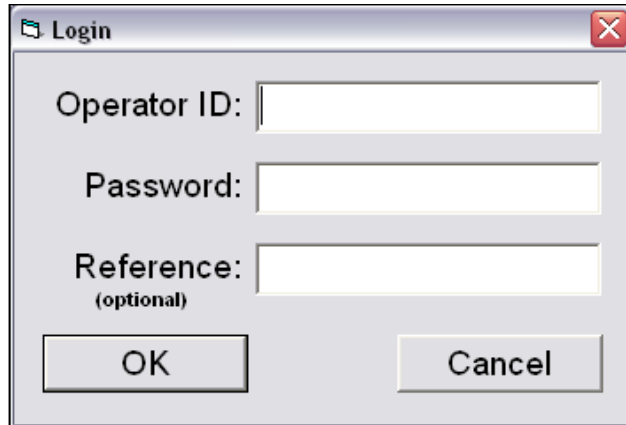 Login
Operator ID:
Password:
Reference:
(optional)
OK Cancel